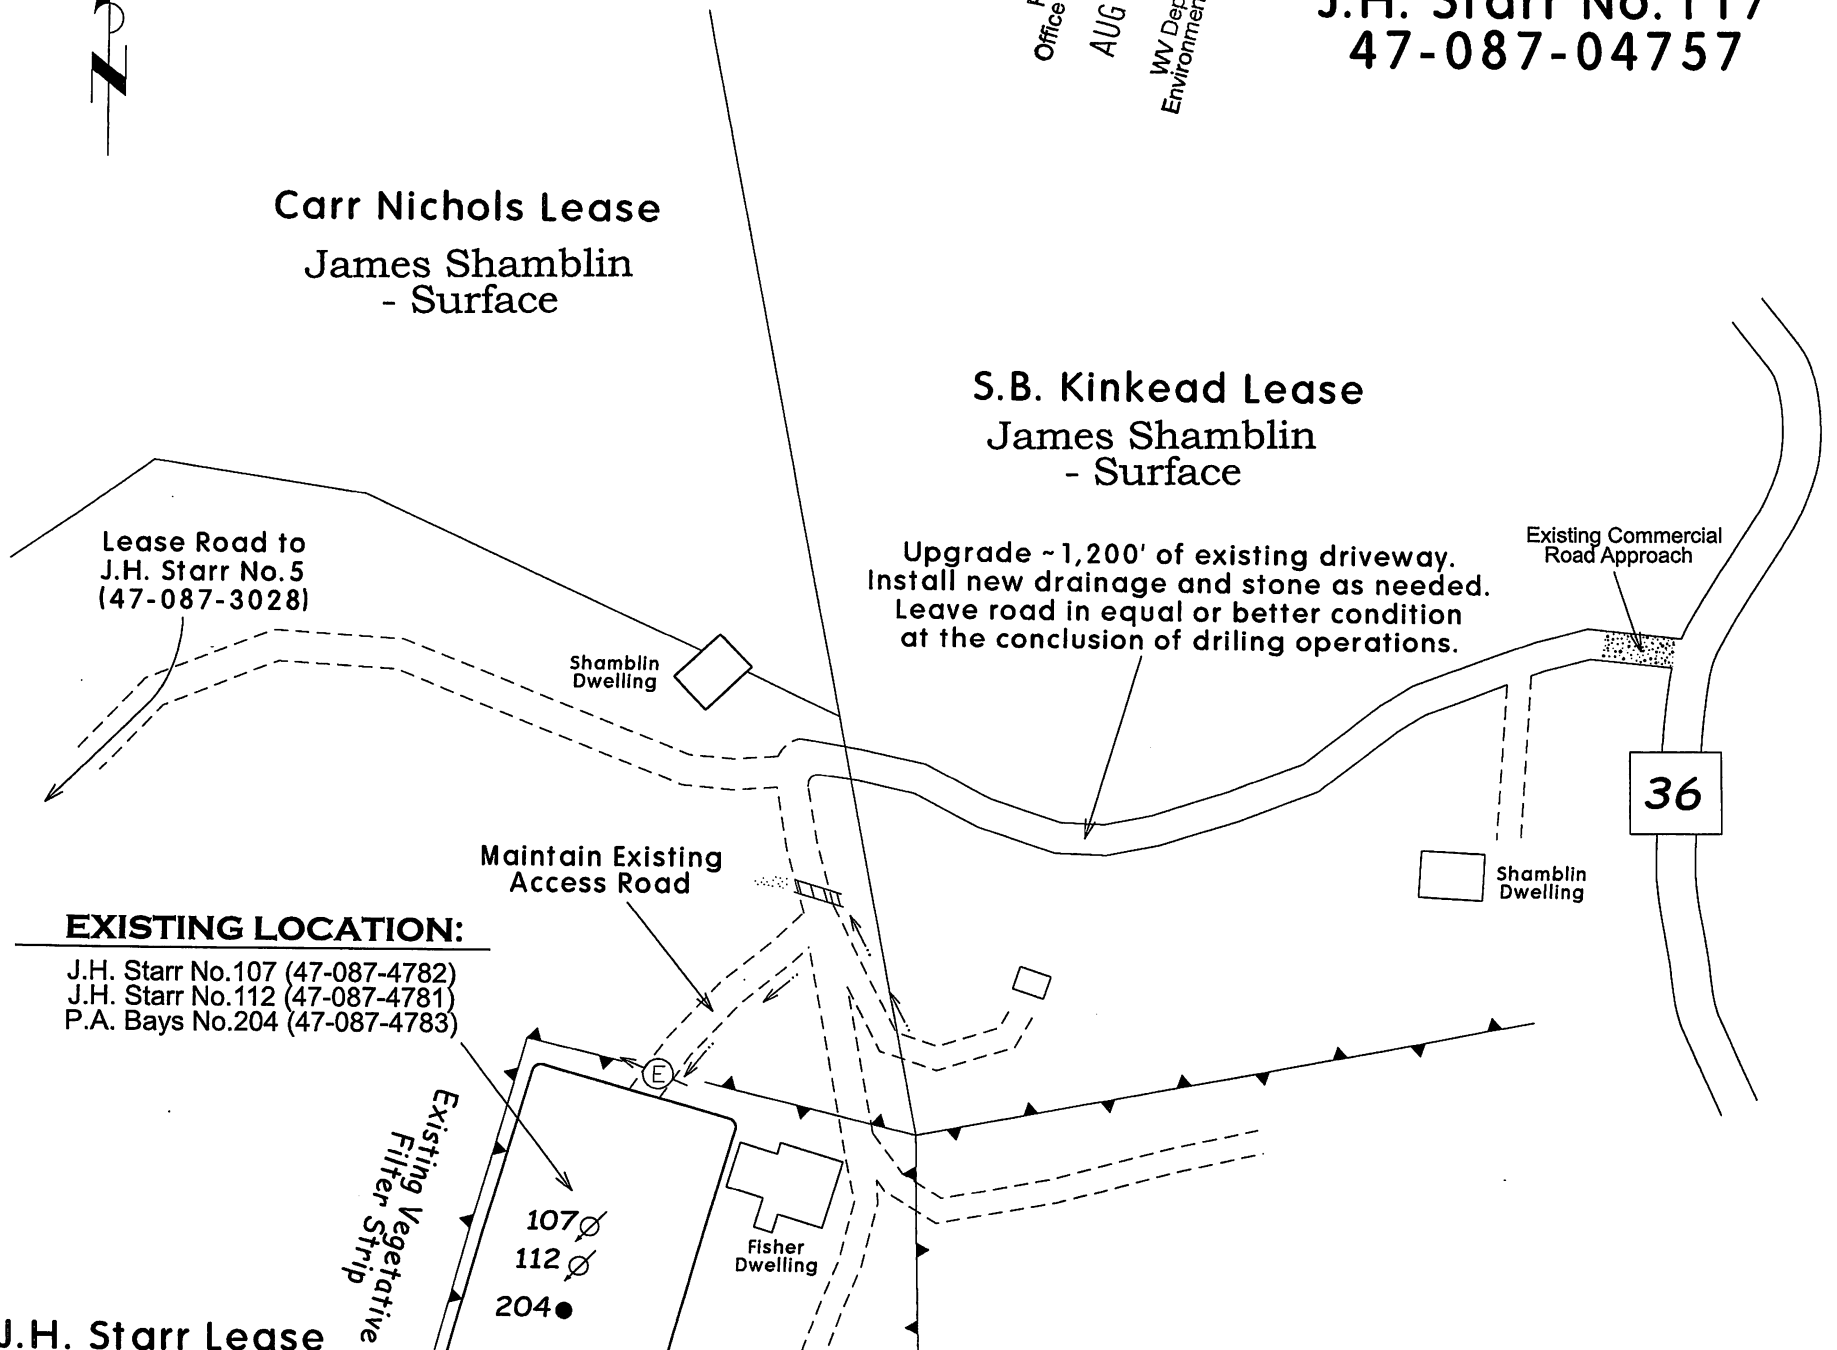 J.H. Starr No.117
47-087-04757
Office
AUG
WV Dep
Environmen
Carr Nichols Lease
James Shamblin
- Surface
S.B. Kinkead Lease
James Shamblin
- Surface
Lease Road to
J.H. Starr No.5
(47-087-3028)
Upgrade ~1,200' of existing driveway.
Install new drainage and stone as needed.
Leave road in equal or better condition
at the conclusion of driling operations.
Existing Commercial
Road Approach
Shamblin
Dwelling
36
Maintain Existing
Access Road
Shamblin
Dwelling
EXISTING LOCATION:
J.H. Starr No.107 (47-087-4782)
J.H. Starr No.112 (47-087-4781)
P.A. Bays No.204 (47-087-4783)
E
Existing Vegetative
Filter Strip
107
112
204
Fisher
Dwelling
J.H. Starr Lease